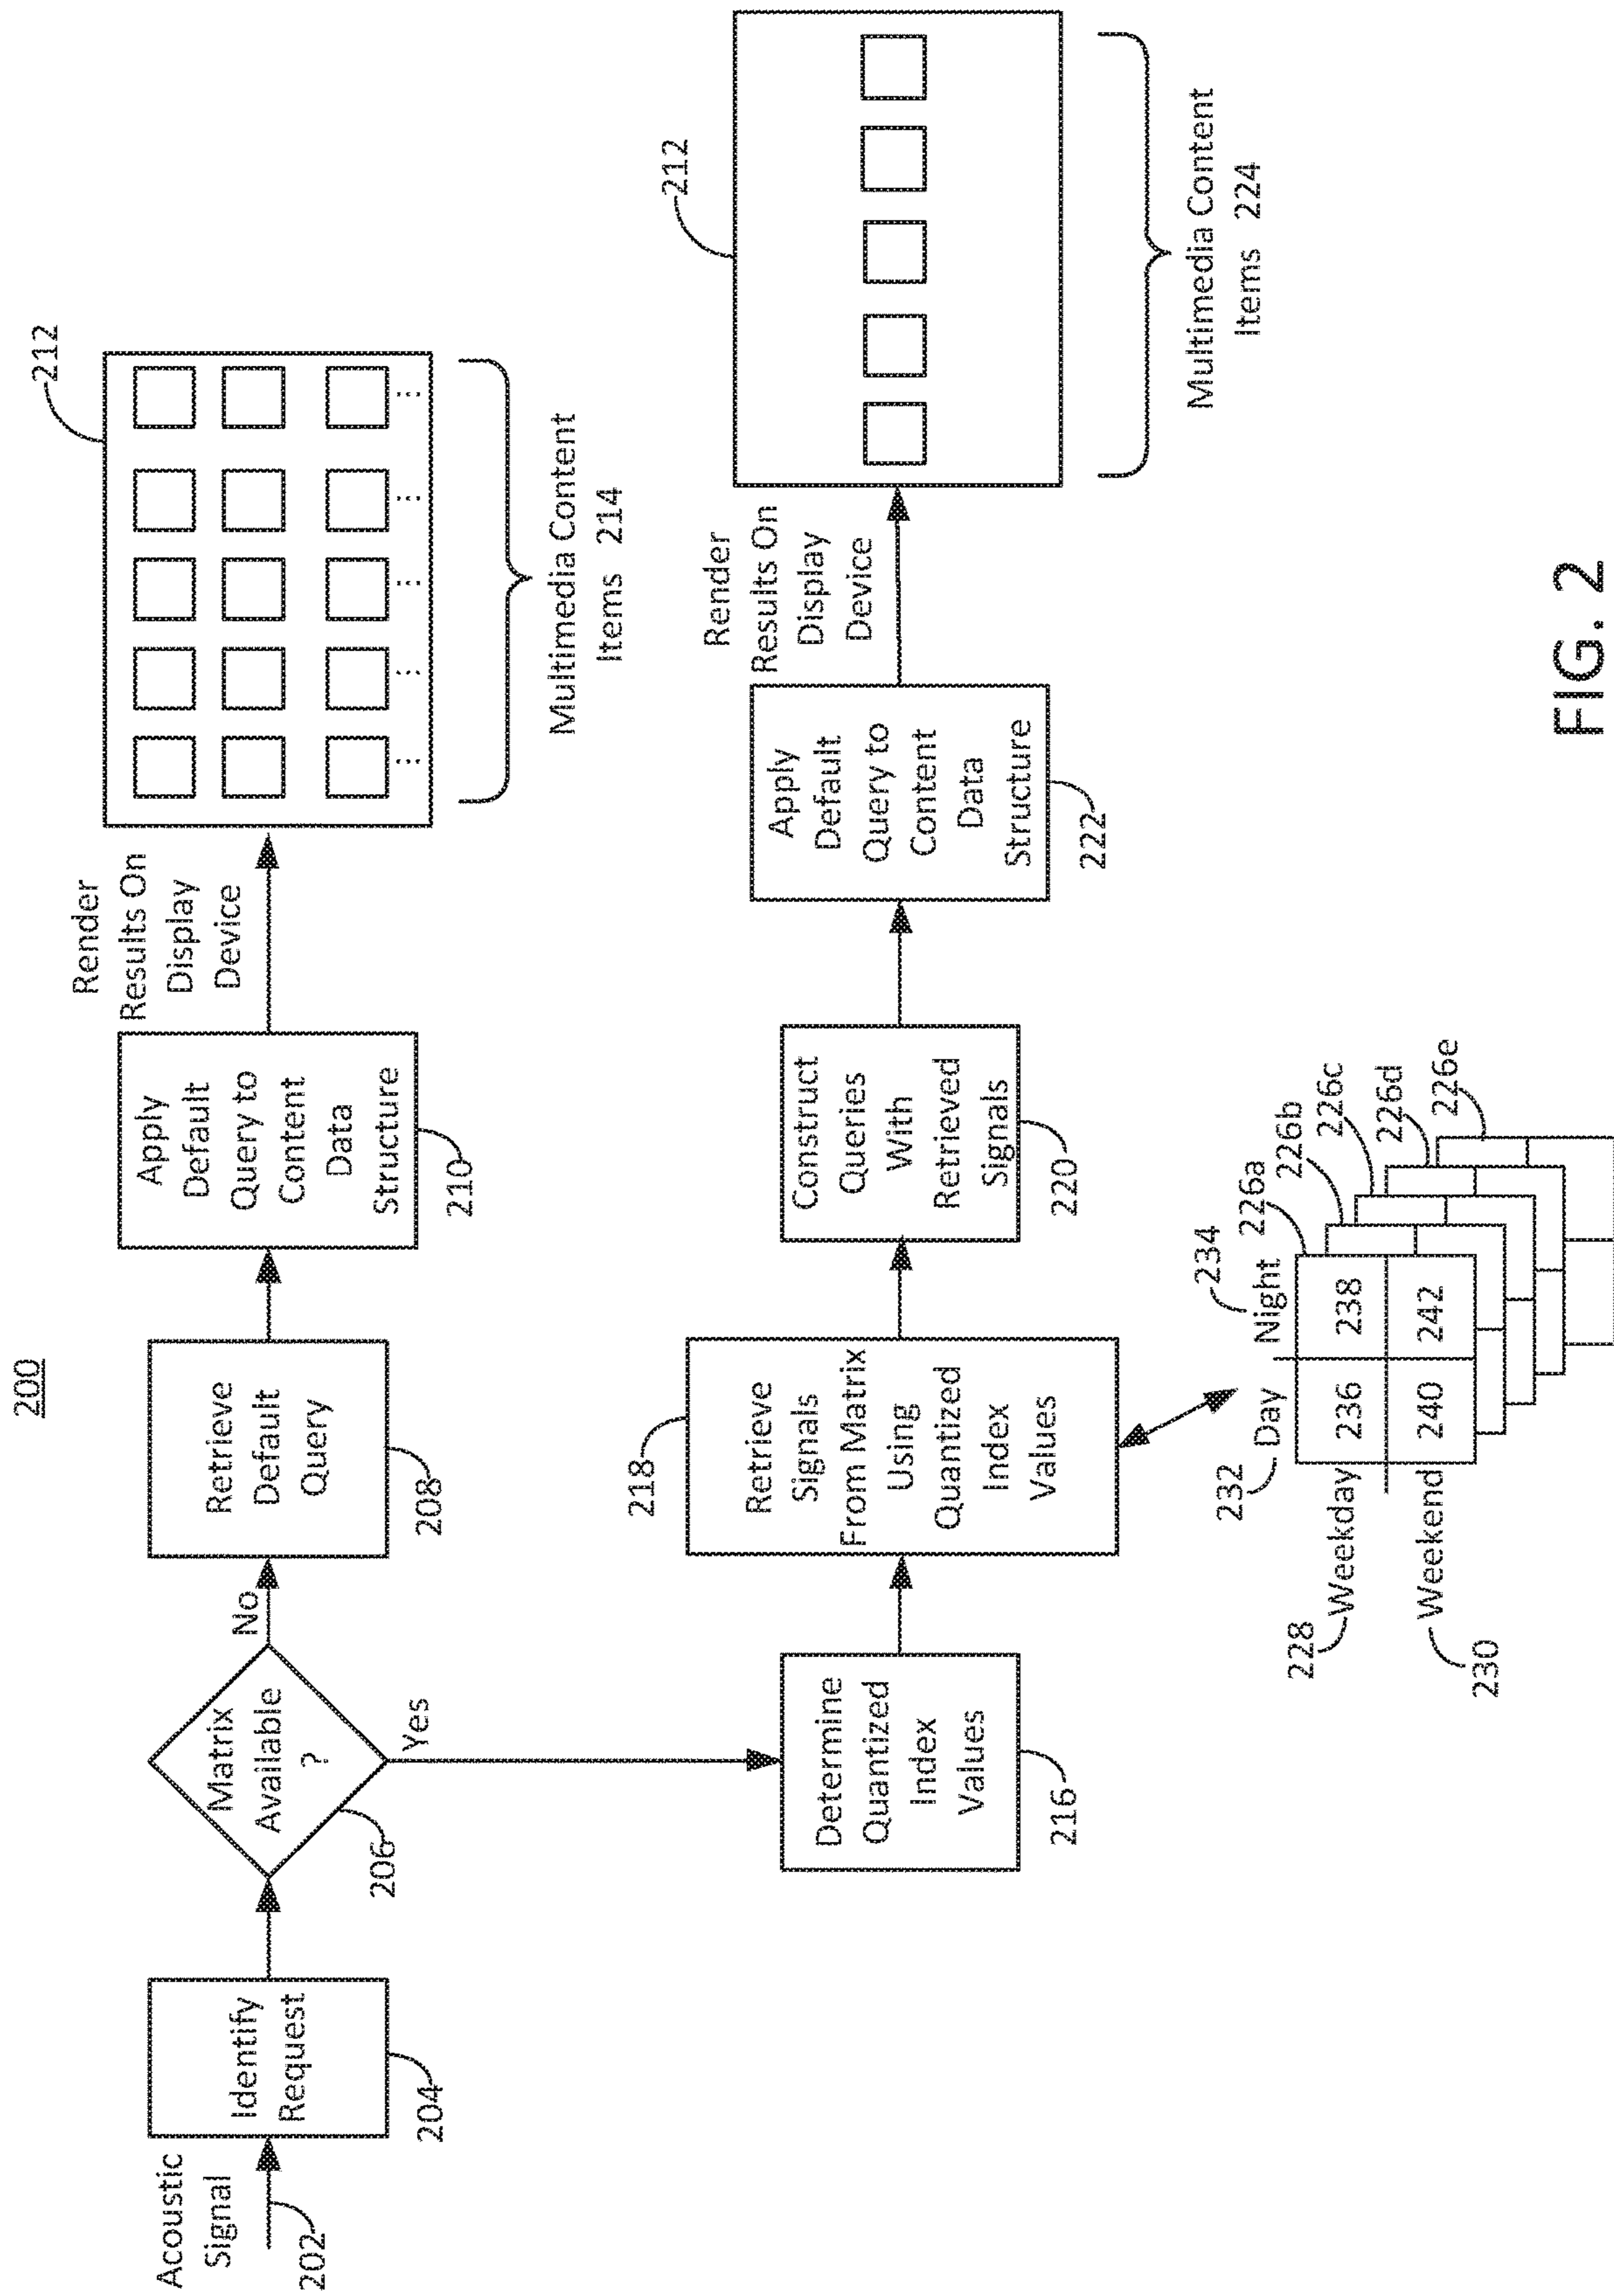 200
Acoustic
Signal
202
Identify
Request
204
Matrix
Available
?
206
No
Yes
Retrieve
Default
Query
208
Apply
Default
Query to
Content
Data
Structure
210
Render
Results On
Display
Device
212
...
...
...
...
...
Multimedia Content
Items 214
Determine
Quantized
Index
Values
216
Retrieve
Signals
From Matrix
Using
Quantized
Index
Values
218
Construct
Queries
With
Retrieved
Signals
220
Apply
Default
Query to
Content
Data
Structure
222
Render
Results On
Display
Device
212
Multimedia Content
Items 224
232
Day
234
Night
228
Weekday
230
Weekend
236
238
240
242
226a
226b
226c
226d
226e
FIG. 2